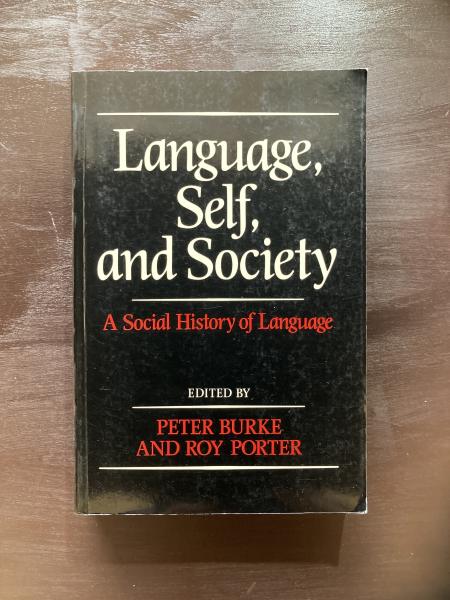 Language,
Self,
and Society
A Social History of Language
EDITED BY
PETER BURKE
AND ROY PORTER